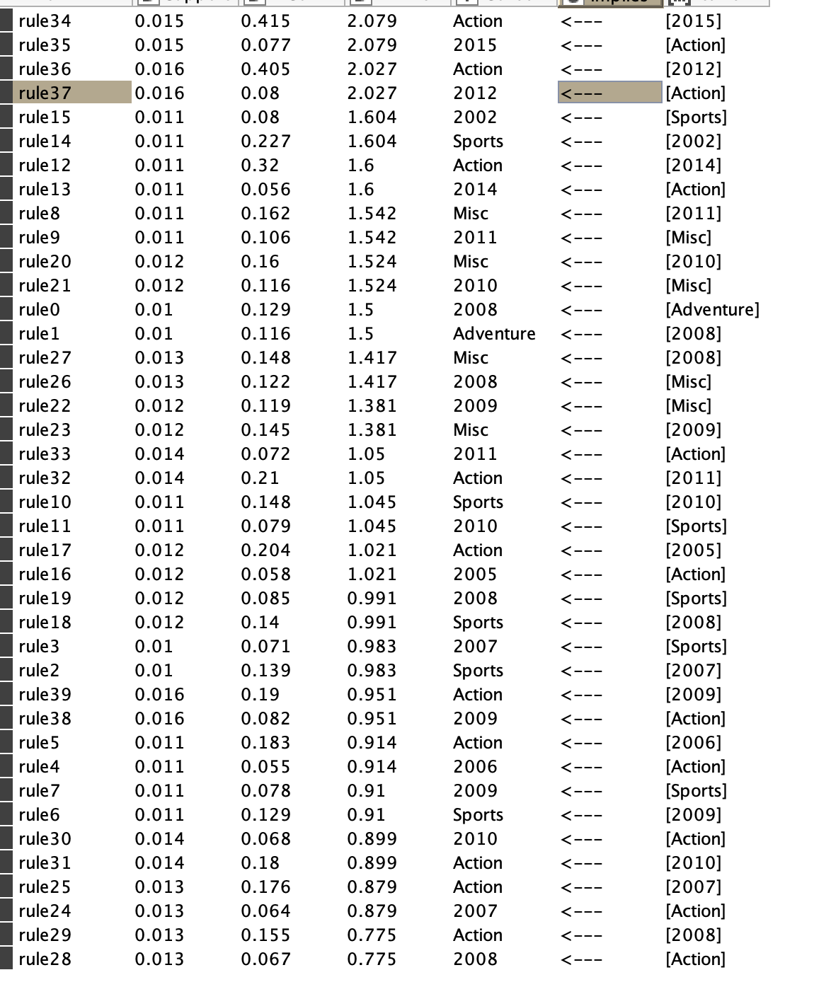 Implies
rule34 0.015 0.415 2.079 Action <--- [2015]
rule35 0.015 0.077 2.079 2015 <--- [Action]
rule36 0.016 0.405 2.027 Action <--- [2012]
rule37 0.016 0.08 2.027 2012 <--- [Action]
rule15 0.011 0.08 1.604 2002 <--- [Sports]
rule14 0.011 0.227 1.604 Sports <--- [2002]
rule12 0.011 0.32 1.6 Action <--- [2014]
rule13 0.011 0.056 1.6 2014 <--- [Action]
rule8 0.011 0.162 1.542 Misc <--- [2011]
rule9 0.011 0.106 1.542 2011 <--- [Misc]
rule20 0.012 0.16 1.524 Misc <--- [2010]
rule21 0.012 0.116 1.524 2010 <--- [Misc]
rule0 0.01 0.129 1.5 2008 <--- [Adventure]
rule1 0.01 0.116 1.5 Adventure <--- [2008]
rule27 0.013 0.148 1.417 Misc <--- [2008]
rule26 0.013 0.122 1.417 2008 <--- [Misc]
rule22 0.012 0.119 1.381 2009 <--- [Misc]
rule23 0.012 0.145 1.381 Misc <--- [2009]
rule33 0.014 0.072 1.05 2011 <--- [Action]
rule32 0.014 0.21 1.05 Action <--- [2011]
rule10 0.011 0.148 1.045 Sports <--- [2010]
rule11 0.011 0.079 1.045 2010 <--- [Sports]
rule17 0.012 0.204 1.021 Action <--- [2005]
rule16 0.012 0.058 1.021 2005 <--- [Action]
rule19 0.012 0.085 0.991 2008 <--- [Sports]
rule18 0.012 0.14 0.991 Sports <--- [2008]
rule3 0.01 0.071 0.983 2007 <--- [Sports]
rule2 0.01 0.139 0.983 Sports <--- [2007]
rule39 0.016 0.19 0.951 Action <--- [2009]
rule38 0.016 0.082 0.951 2009 <--- [Action]
rule5 0.011 0.183 0.914 Action <--- [2006]
rule4 0.011 0.055 0.914 2006 <--- [Action]
rule7 0.011 0.078 0.91 2009 <--- [Sports]
rule6 0.011 0.129 0.91 Sports <--- [2009]
rule30 0.014 0.068 0.899 2010 <--- [Action]
rule31 0.014 0.18 0.899 Action <--- [2010]
rule25 0.013 0.176 0.879 Action <--- [2007]
rule24 0.013 0.064 0.879 2007 <--- [Action]
rule29 0.013 0.155 0.775 Action <--- [2008]
rule28 0.013 0.067 0.775 2008 <--- [Action]